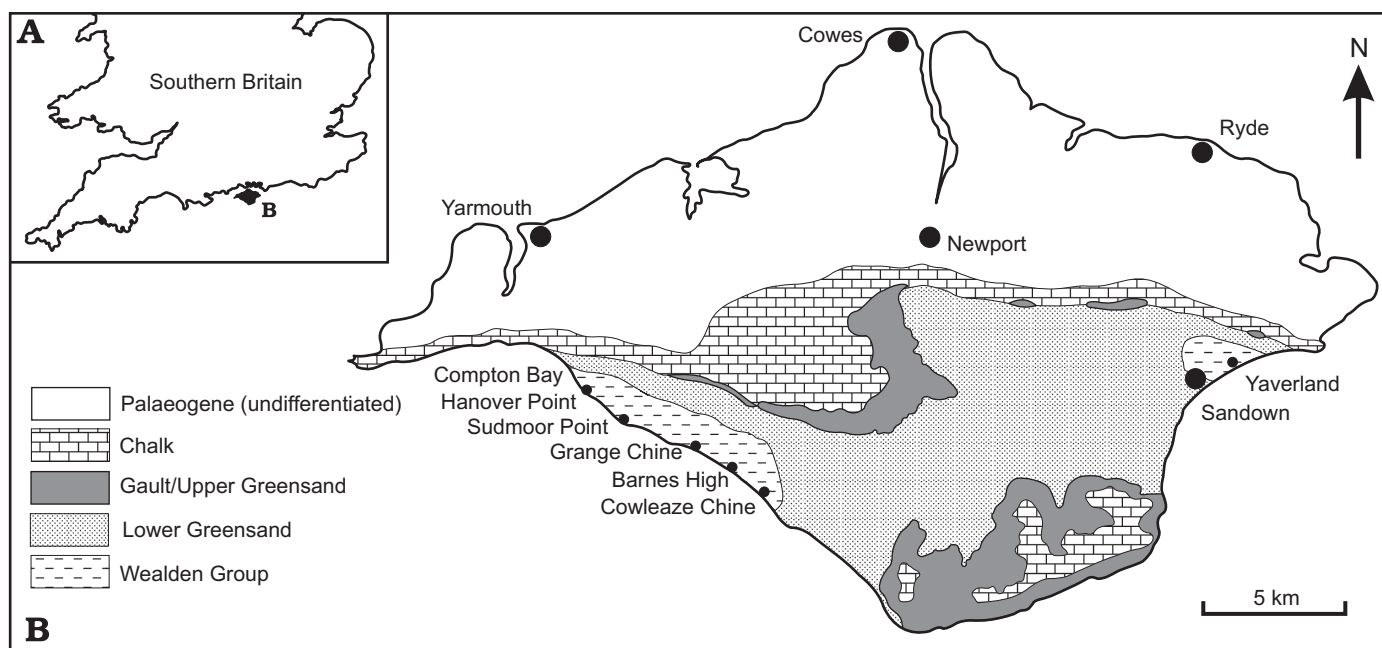 A
Southern Britain
B
Cowes
N
Ryde
Yarmouth
Newport
Compton Bay
Hanover Point
Sudmoor Point
Grange Chine
Barnes High
Cowleaze Chine
Yaverland
Sandown
Palaeogene (undifferentiated)
Chalk
Gault/Upper Greensand
Lower Greensand
Wealden Group
5 km
B